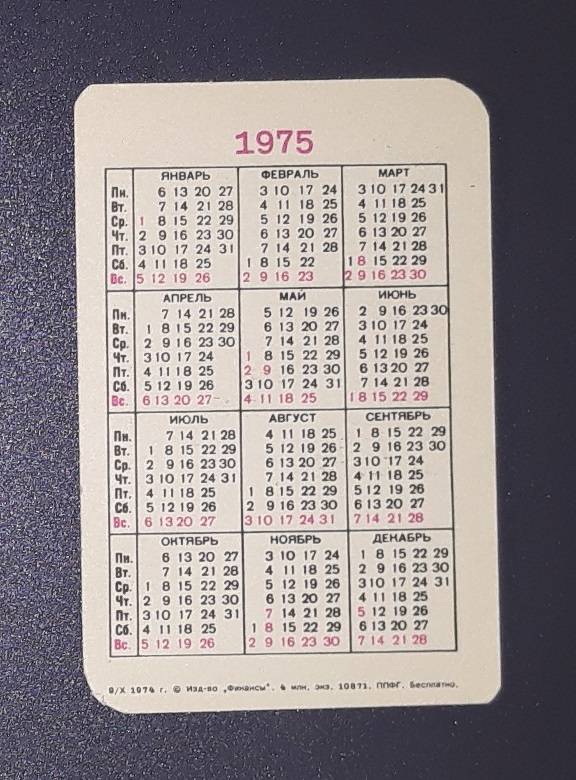 1975
ЯНВАРЬ ФЕВРАЛЬ МАРТ
Пн. 6 13 20 27 3 10 17 24 3 10 17 24 31
Вт. 7 14 21 28 4 11 18 25 4 11 18 25
Ср. 1 8 15 22 29 5 12 19 26 5 12 19 26
Чт. 2 9 16 23 30 6 13 20 27 6 13 20 27
Пт. 3 10 17 24 31 7 14 21 28 7 14 21 28
Сб. 4 11 18 25 1 8 15 22 1 8 15 22 29
Вс. 5 12 19 26 2 9 16 23 2 9 16 23 30
АПРЕЛЬ МАЙ ИЮНЬ
Пн. 7 14 21 28 5 12 19 26 2 9 16 23 30
Вт. 1 8 15 22 29 6 13 20 27 3 10 17 24
Ср. 2 9 16 23 30 7 14 21 28 4 11 18 25
Чт. 3 10 17 24 1 8 15 22 29 5 12 19 26
Пт. 4 11 18 25 2 9 16 23 30 6 13 20 27
Сб. 5 12 19 26 3 10 17 24 31 7 14 21 28
Вс. 6 13 20 27 4 11 18 25 1 8 15 22 29
ИЮЛЬ АВГУСТ СЕНТЯБРЬ
Пн. 7 14 21 28 4 11 18 25 1 8 15 22 29
Вт. 1 8 15 22 29 5 12 19 26 2 9 16 23 30
Ср. 2 9 16 23 30 6 13 20 27 3 10 17 24
Чт. 3 10 17 24 31 7 14 21 28 4 11 18 25
Пт. 4 11 18 25 1 8 15 22 29 5 12 19 26
Сб. 5 12 19 26 2 9 16 23 30 6 13 20 27
Вс. 6 13 20 27 3 10 17 24 31 7 14 21 28
ОКТЯБРЬ НОЯБРЬ ДЕКАБРЬ
Пн. 6 13 20 27 3 10 17 24 1 8 15 22 29
Вт. 7 14 21 28 4 11 18 25 2 9 16 23 30
Ср. 1 8 15 22 29 5 12 19 26 3 10 17 24 31
Чт. 2 9 16 23 30 6 13 20 27 4 11 18 25
Пт. 3 10 17 24 31 7 14 21 28 5 12 19 26
Сб. 4 11 18 25 1 8 15 22 29 6 13 20 27
Вс. 5 12 19 26 2 9 16 23 30 7 14 21 28
9/X 1974 г. © Изд-во „Финансы". 4 млн. экз. 10871. ППФГ. Бесплатно.